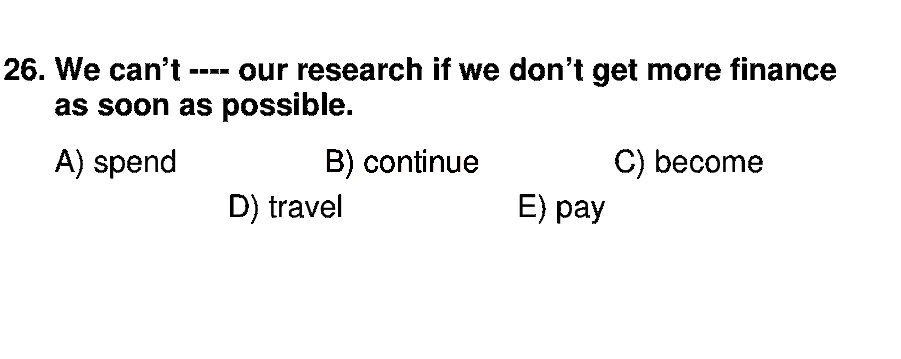 26. We can't ---- our research if we don't get more finance
as soon as possible.
A) spend B) continue C) become
D) travel E) pay